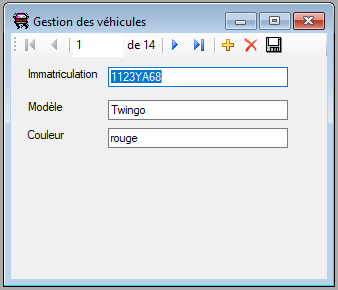 Gestion des véhicules
1 de 14
Immatriculation 1123YA68
Modèle Twingo
Couleur rouge